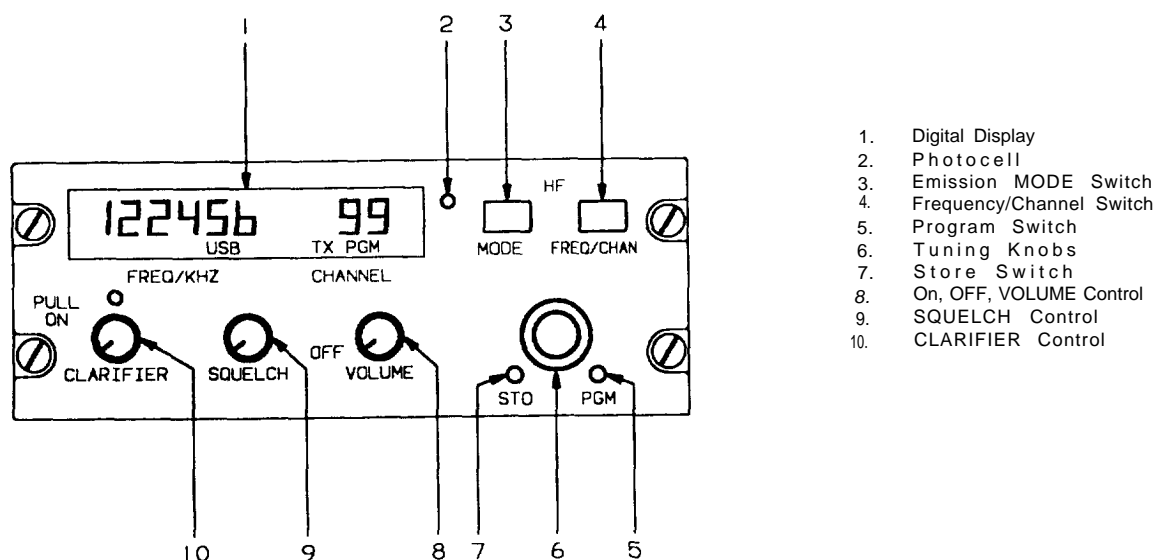 1 2 3 4
122456 99
USB TX PGM
HF
MODE FREQ/CHAN
FREQ/KHZ CHANNEL
PULL
ON
OFF
CLARIFIER SQUELCH VOLUME
STO PGM
10 9 8 7 6 5
1. Digital Display
2. Photocell
3. Emission MODE Switch
4. Frequency/Channel Switch
5. Program Switch
6. Tuning Knobs
7. Store Switch
8. On, OFF, VOLUME Control
9. SQUELCH Control
10. CLARIFIER Control